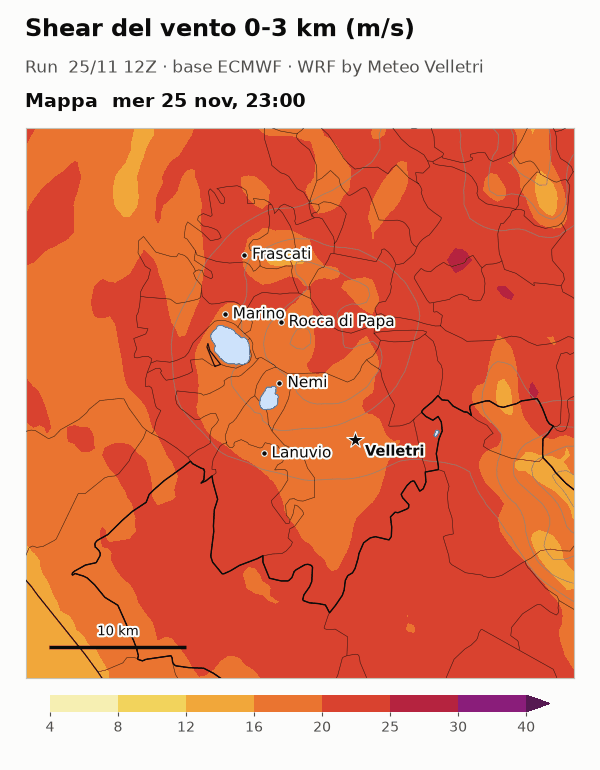 Shear del vento 0-3 km (m/s)
Run  25/11 12Z · base ECMWF · WRF by Meteo Velletri
Mappa  mer 25 nov, 23:00
Frascati
Marino
Rocca di Papa
Nemi
Velletri
Lanuvio
10 km
4 8 12 16 20 25 30 40